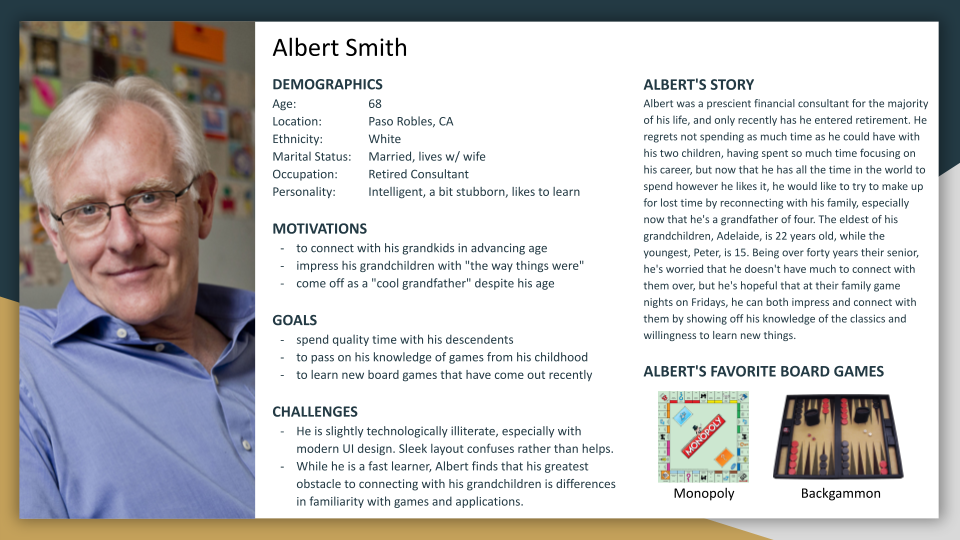 Albert Smith
DEMOGRAPHICS
Age: 68
Location: Paso Robles, CA
Ethnicity: White
Marital Status: Married, lives w/ wife
Occupation: Retired Consultant
Personality: Intelligent, a bit stubborn, likes to learn
MOTIVATIONS
- to connect with his grandkids in advancing age
- impress his grandchildren with "the way things were"
- come off as a "cool grandfather" despite his age
GOALS
- spend quality time with his descendents
- to pass on his knowledge of games from his childhood
- to learn new board games that have come out recently
CHALLENGES
- He is slightly technologically illiterate, especially with
modern UI design. Sleek layout confuses rather than helps.
- While he is a fast learner, Albert finds that his greatest
obstacle to connecting with his grandchildren is differences
in familiarity with games and applications.
ALBERT'S STORY
Albert was a prescient financial consultant for the majority
of his life, and only recently has he entered retirement. He
regrets not spending as much time as he could have with
his two children, having spent so much time focusing on
his career, but now that he has all the time in the world to
spend however he likes it, he would like to try to make up
for lost time by reconnecting with his family, especially
now that he's a grandfather of four. The eldest of his
grandchildren, Adelaide, is 22 years old, while the
youngest, Peter, is 15. Being over forty years their senior,
he's worried that he doesn't have much to connect with
them over, but he's hopeful that at their family game
nights on Fridays, he can both impress and connect with
them by showing off his knowledge of the classics and
willingness to learn new things.
ALBERT'S FAVORITE BOARD GAMES
MONOPOLY
Monopoly
Backgammon